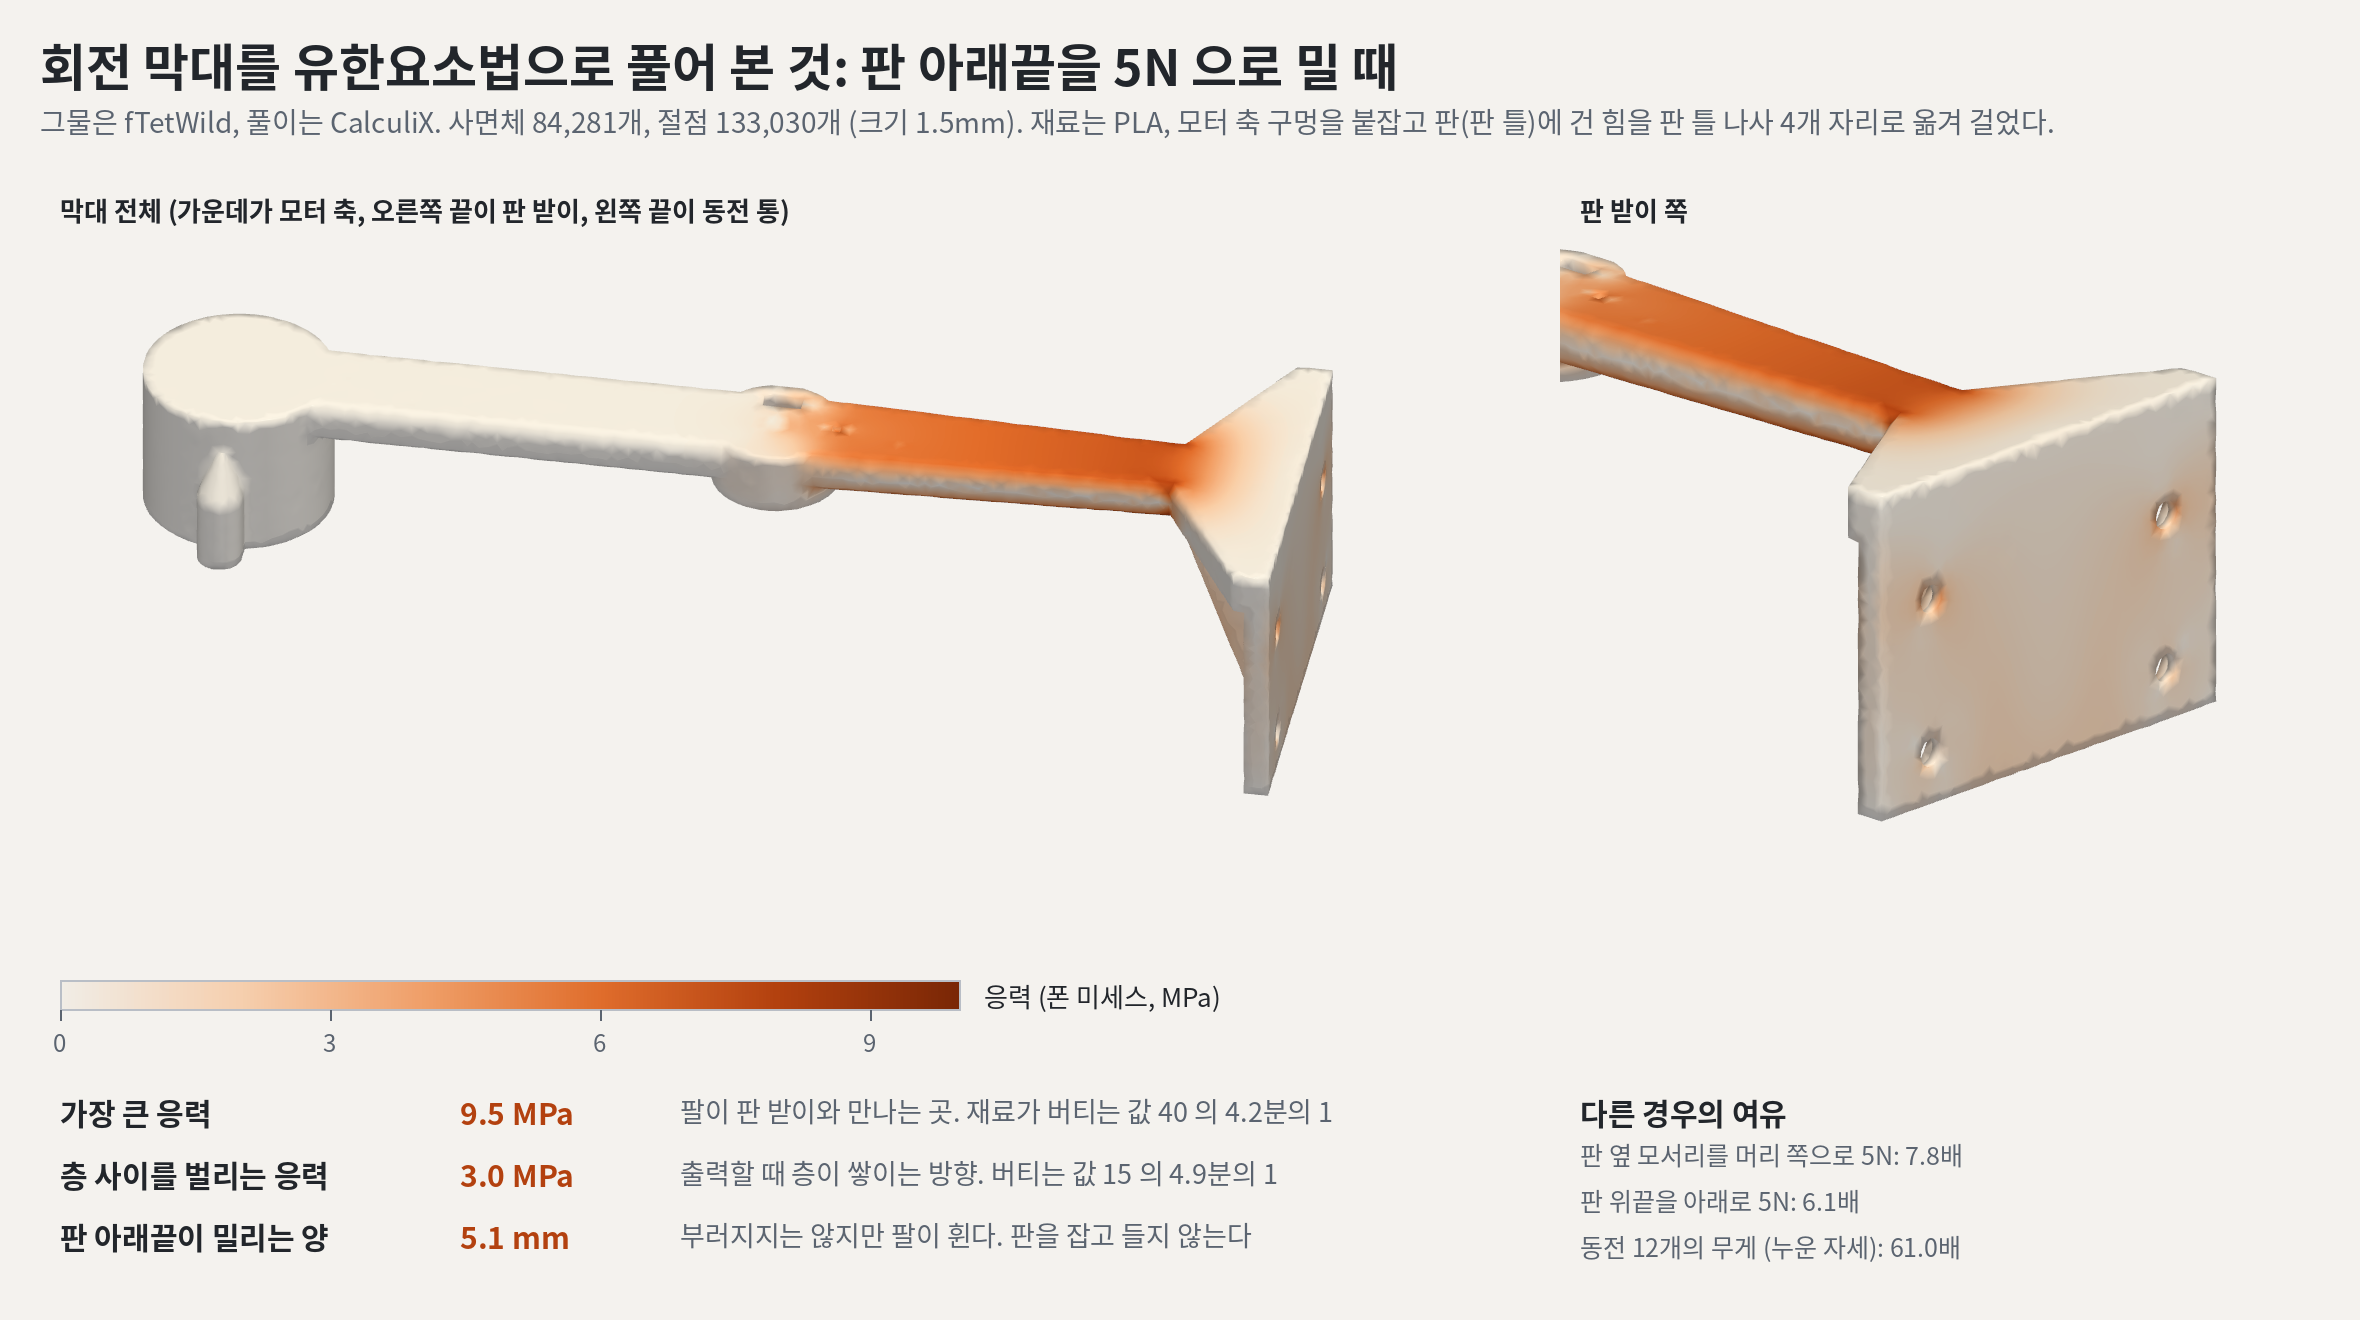 회전 막대를 유한요소법으로 풀어 본 것: 판 아래끝을 5N 으로 밀 때
그물은 fTetWild, 풀이는 CalculiX. 사면체 84,281개, 절점 133,030개 (크기 1.5mm). 재료는 PLA, 모터 축 구멍을 붙잡고 판(판 틀)에 건 힘을 판 틀 나사 4개 자리로 옮겨 걸었다.
막대 전체 (가운데가 모터 축, 오른쪽 끝이 판 받이, 왼쪽 끝이 동전 통)
판 받이 쪽
응력 (폰 미세스, MPa)
0 3 6 9
가장 큰 응력 9.5 MPa 팔이 판 받이와 만나는 곳. 재료가 버티는 값 40 의 4.2분의 1
층 사이를 벌리는 응력 3.0 MPa 출력할 때 층이 쌓이는 방향. 버티는 값 15 의 4.9분의 1
판 아래끝이 밀리는 양 5.1 mm 부러지지는 않지만 팔이 휜다. 판을 잡고 들지 않는다
다른 경우의 여유
판 옆 모서리를 머리 쪽으로 5N: 7.8배
판 위끝을 아래로 5N: 6.1배
동전 12개의 무게 (누운 자세): 61.0배